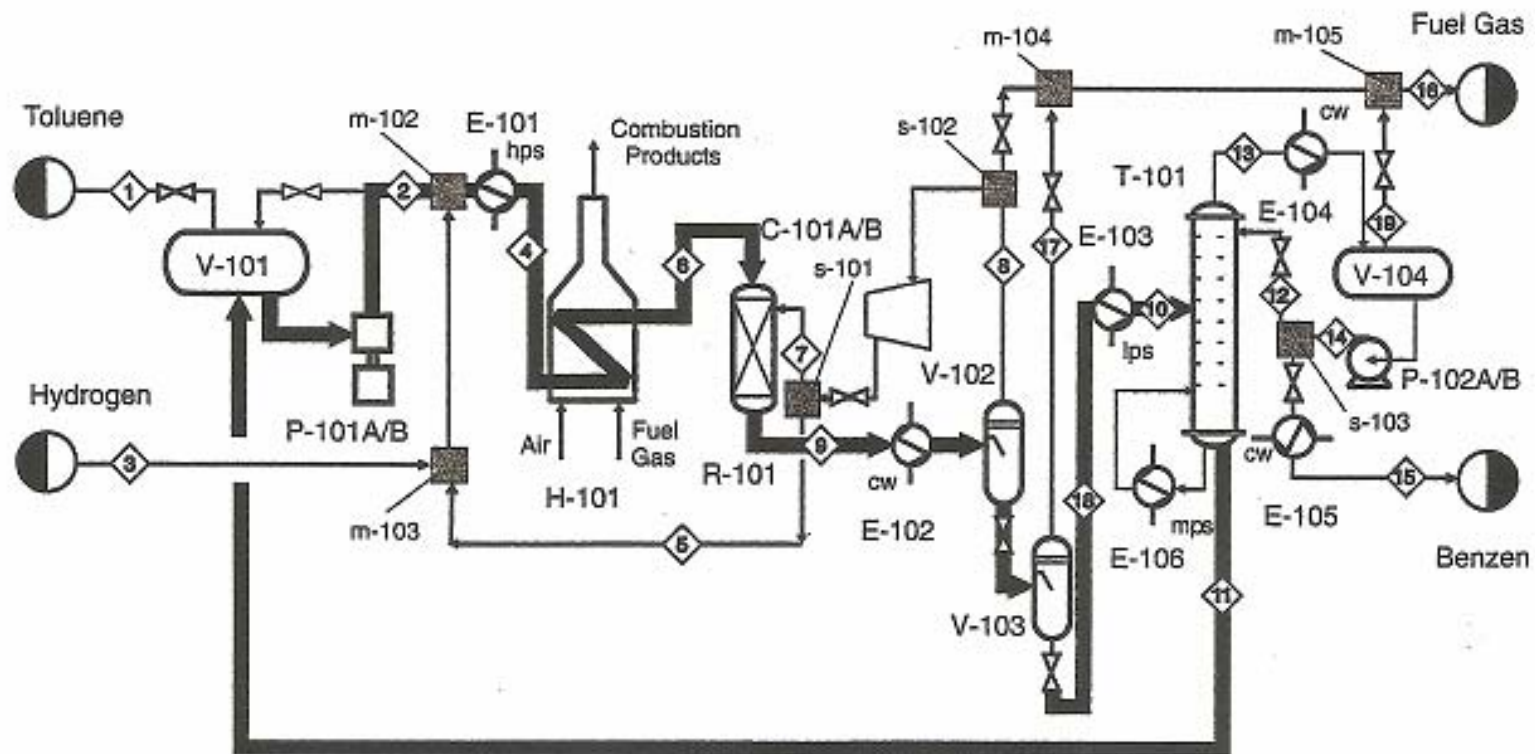 Fuel Gas
m-104
m-105
16
Toluene
m-102
E-101
hps
Combustion
Products
s-102
cw
13
T-101
E-104
1
2
V-101
4
6
C-101A/B
s-101
E-103
8
17
19
V-104
12
10
lps
14
P-102A/B
7
V-102
Hydrogen
P-101A/B
3
Air
Fuel
Gas
R-101
9
cw
H-101
m-103
E-102
5
18
mps
E-106
cw
s-103
15
E-105
Benzen
V-103
11